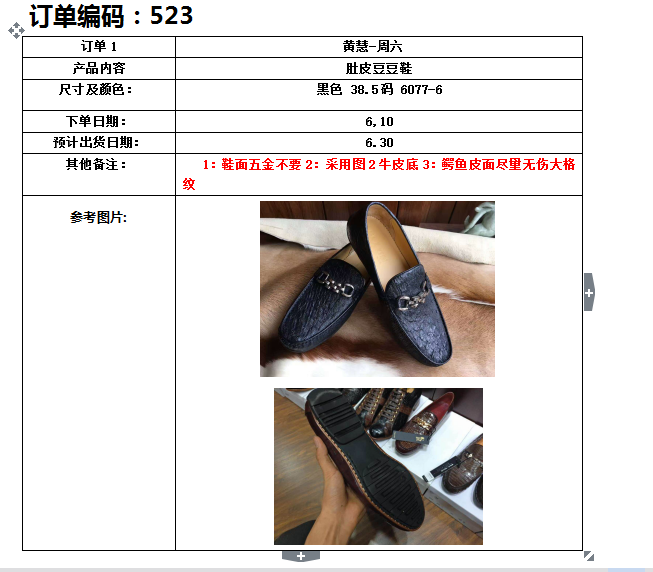 订单编码：523
订单 1 黄慧-周六
产品内容 肚皮豆豆鞋
尺寸及颜色： 黑色 38.5码 6077-6
下单日期： 6,10
预计出货日期： 6.30
其他备注： 1：鞋面五金不要 2：采用图 2 牛皮底 3：鳄鱼皮面尽量无伤大格
纹
参考图片: